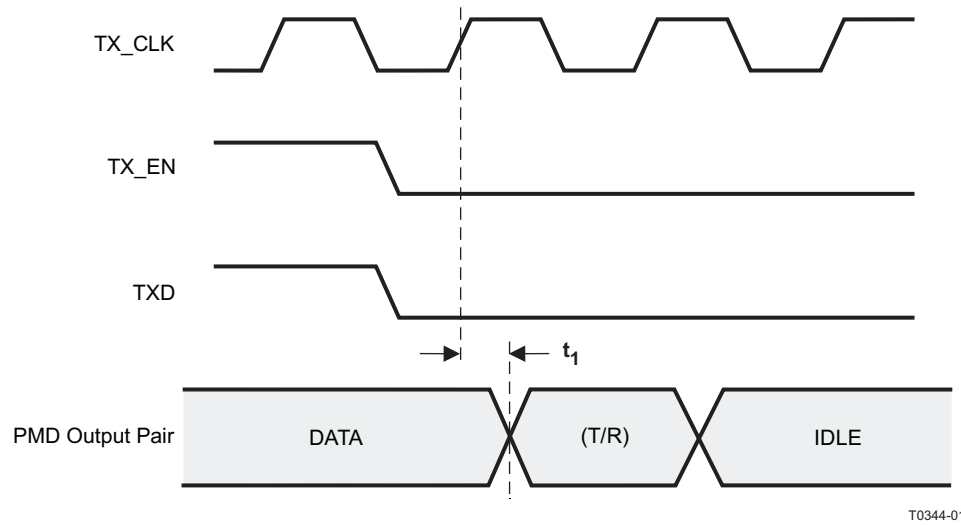 TX_CLK
TX_EN
TXD
t1
PMD Output Pair
DATA
(T/R)
IDLE
T0344-01